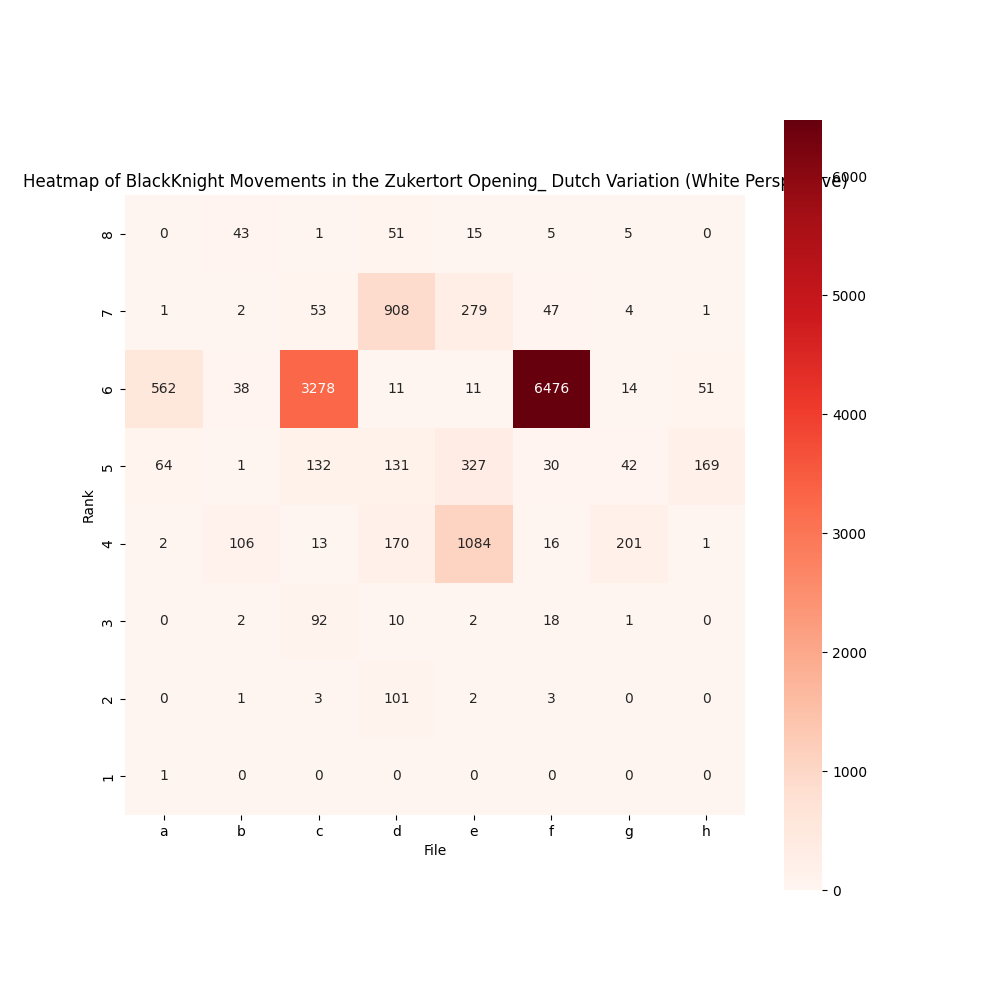 Heatmap of BlackKnight Movements in the Zukertort Opening_ Dutch Variation (White Perspective)
8 0 43 1 51 15 5 5 0
7 1 2 53 908 279 47 4 1
6 562 38 3278 11 11 6476 14 51
5 64 1 132 131 327 30 42 169
4 2 106 13 170 1084 16 201 1
3 0 2 92 10 2 18 1 0
2 0 1 3 101 2 3 0 0
1 1 0 0 0 0 0 0 0
a b c d e f g h
File
Rank
6000
5000
4000
3000
2000
1000
0